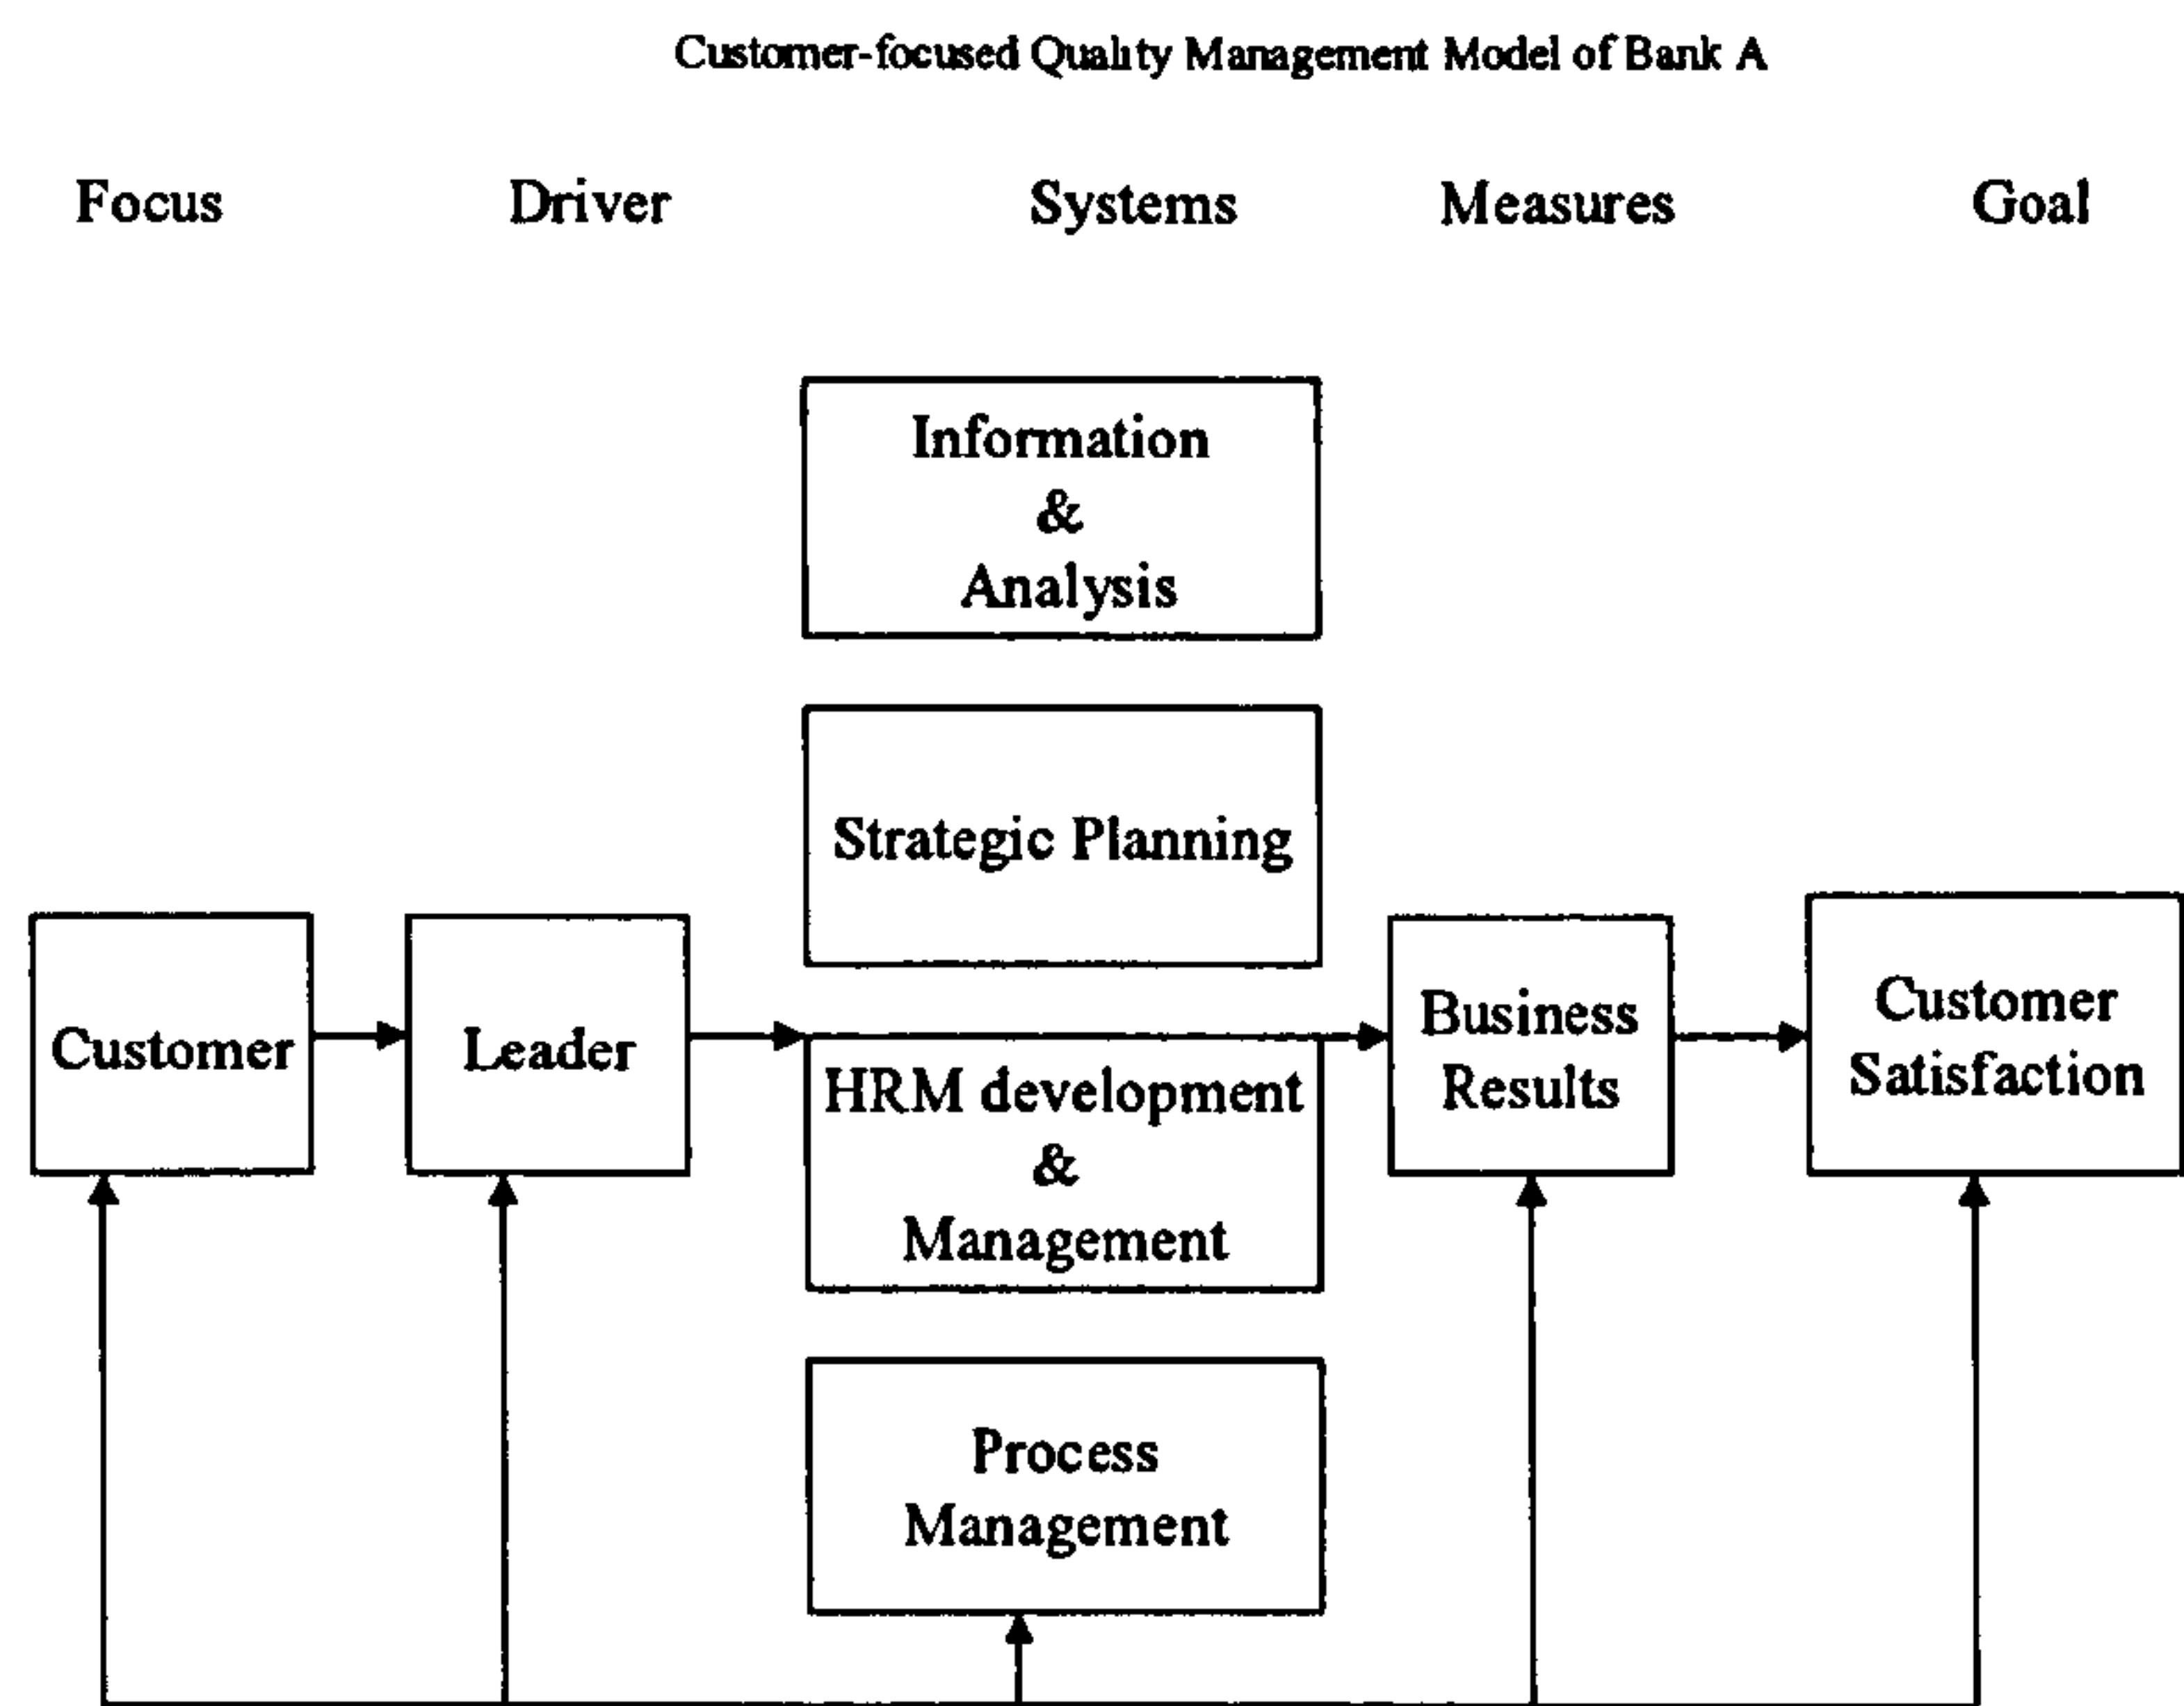 Customer-focused Quality Management Model of Bank A
Focus Driver Systems Measures Goal
Information
&
Analysis
Strategic Planning
Customer
Leader
HRM development
&
Management
Business
Results
Customer
Satisfaction
Process
Management